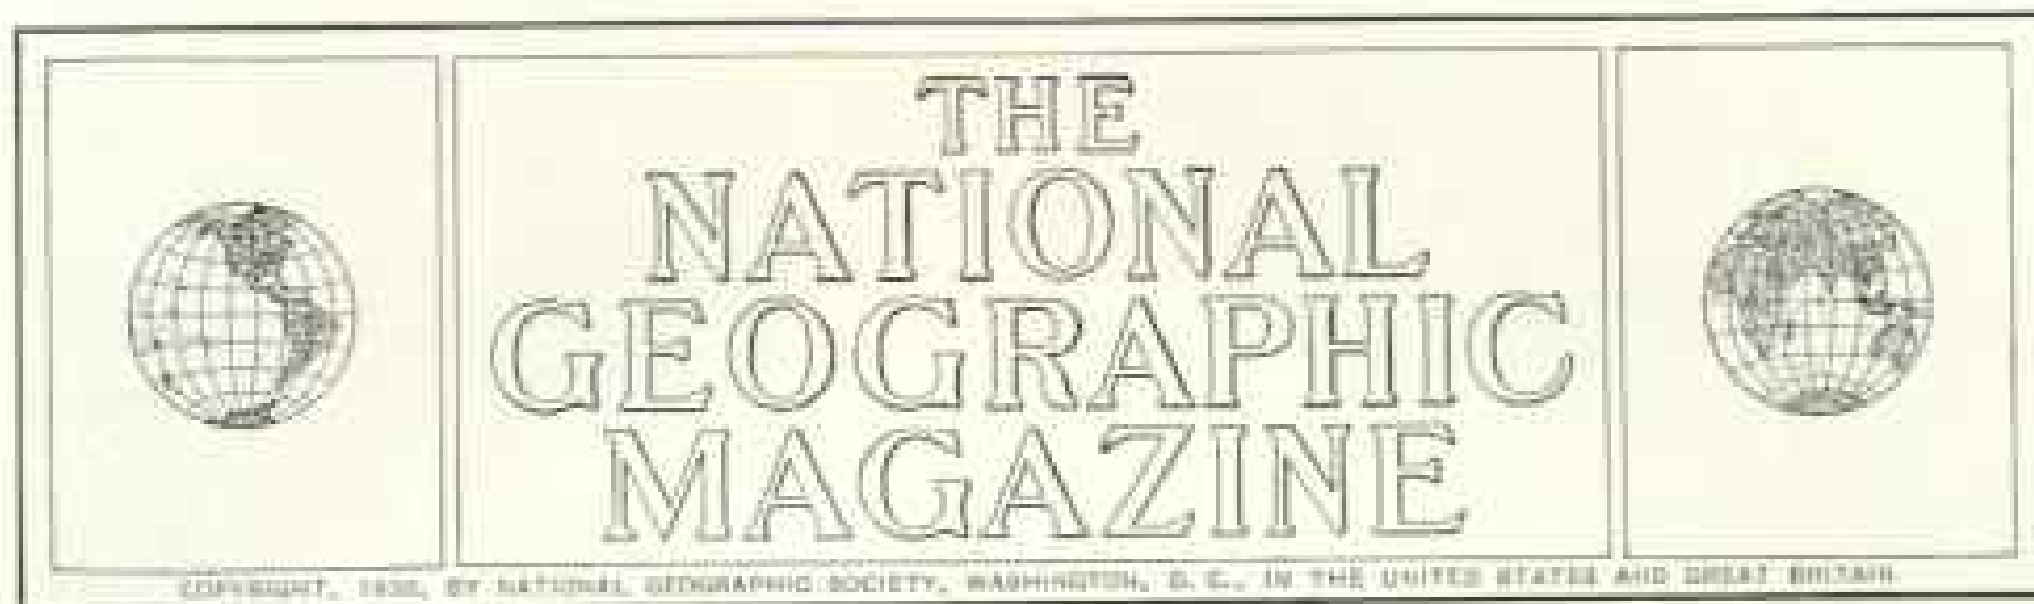 THE
NATIONAL
GEOGRAPHIC
MAGAZINE
COPYRIGHT, BY NATIONAL GEOGRAPHIC SOCIETY, WASHINGTON, D. C., IN THE UNITED STATES AND GREAT BRITAIN